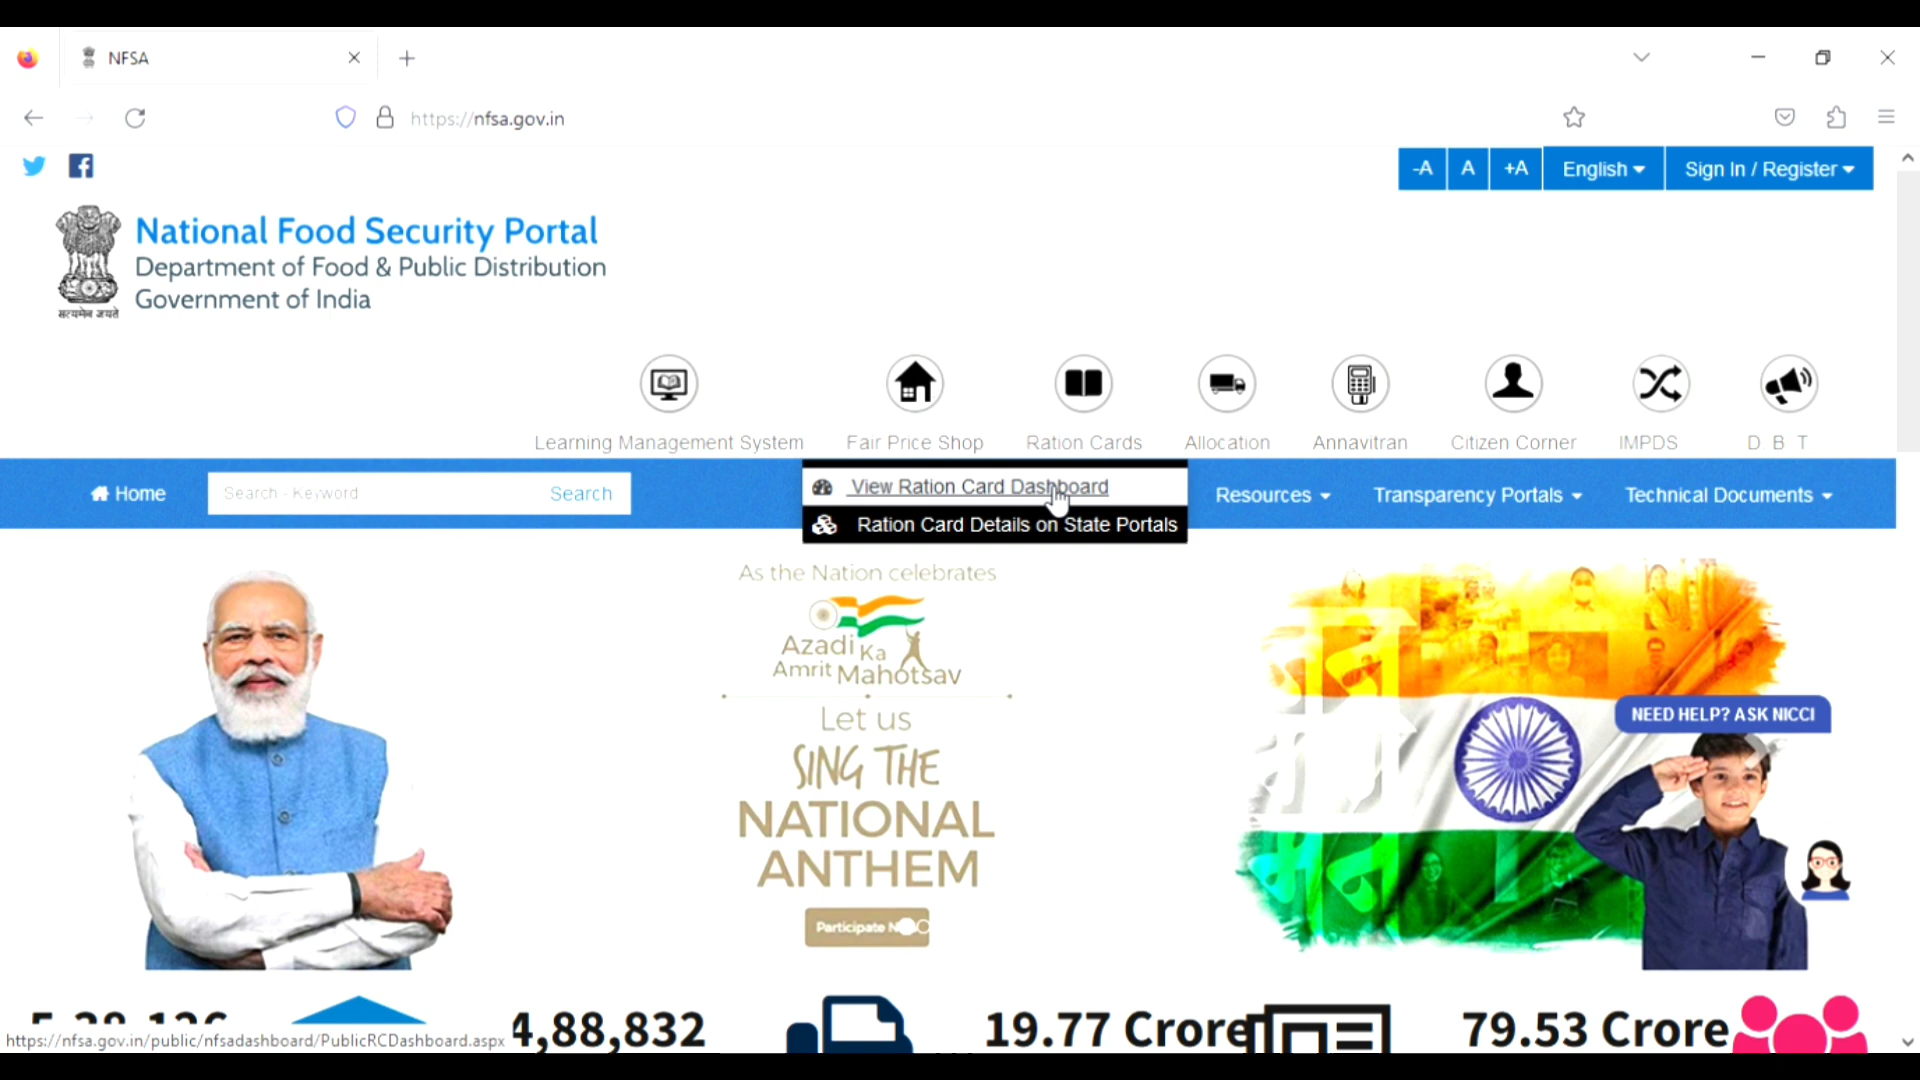 NFSA
https://nfsa.gov.in
-A A +A English Sign In / Register
National Food Security Portal
Department of Food & Public Distribution
Government of India
सत्यमेव जयते
Learning Management System Fair Price Shop Ration Cards Allocation Annavitran Citizen Corner IMPDS D B T
Home Search - Keyword Search Resources Transparency Portals Technical Documents
View Ration Card Dashboard
Ration Card Details on State Portals
As the Nation celebrates
Azadi Ka
Amrit Mahotsav
Let us
SING THE
NATIONAL
ANTHEM
Participate
NEED HELP? ASK NICCI
4,88,832 19.77 Crore 79.53 Crore
https://nfsa.gov.in/public/nfsadashboard/PublicRCDashboard.aspx